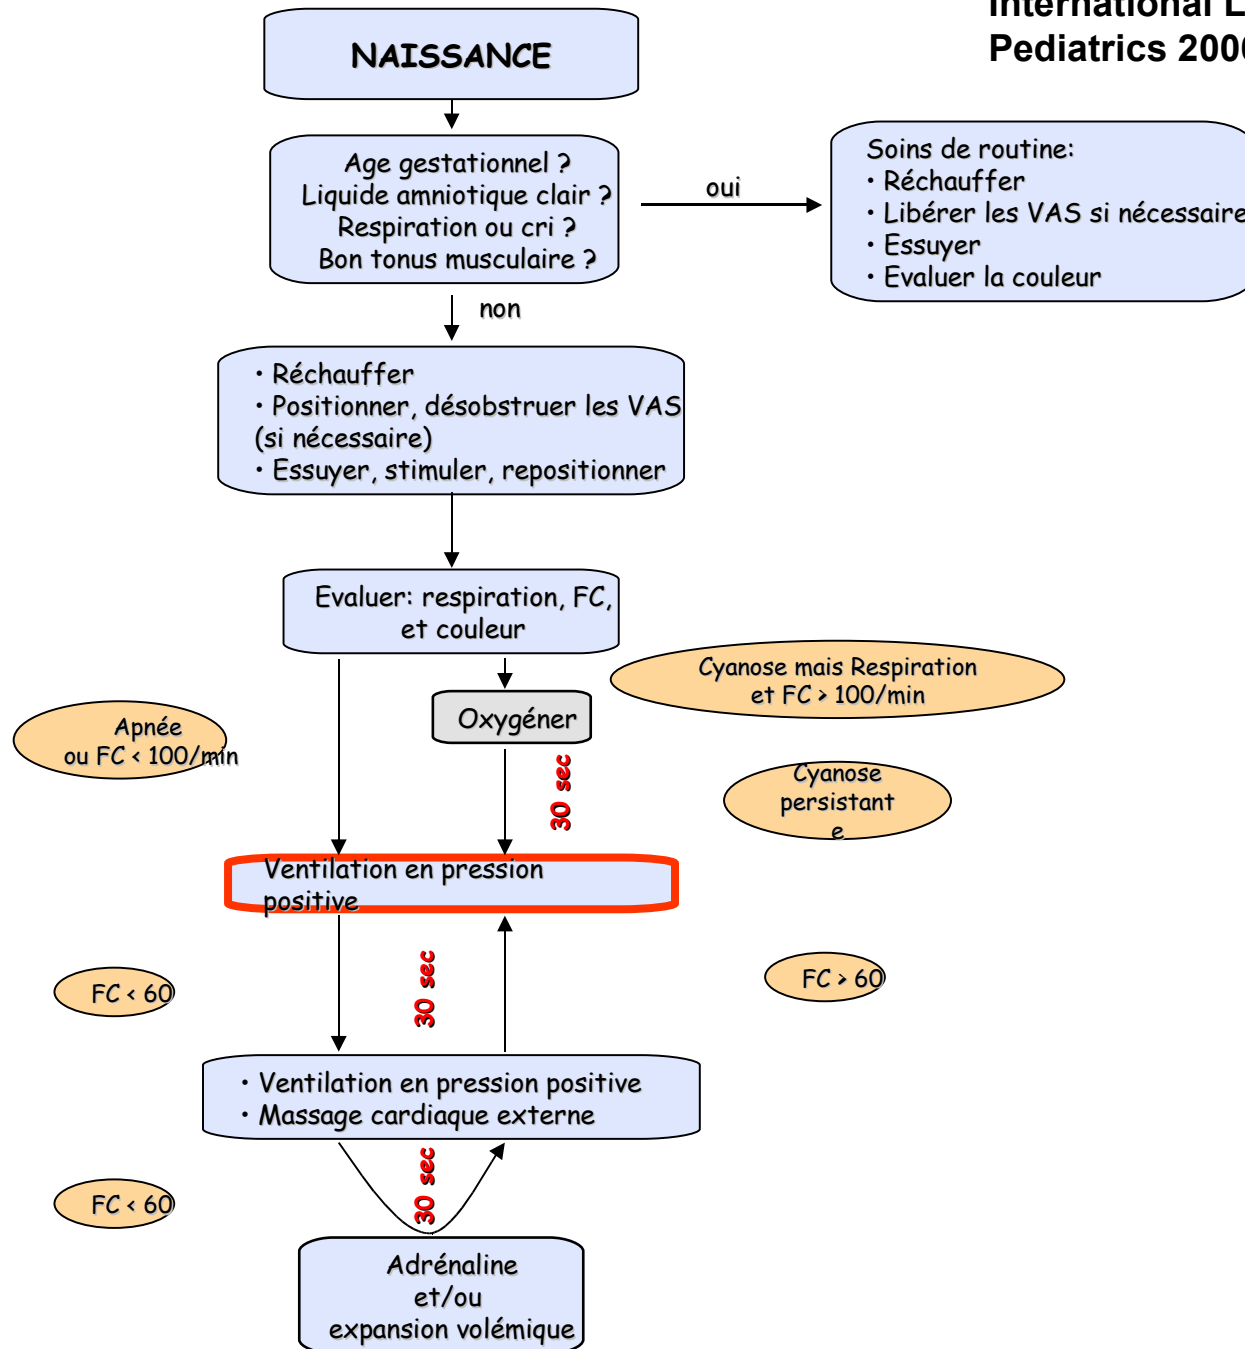 International L
Pediatrics 2006
NAISSANCE
Age gestationnel ?
Liquide amniotique clair ?
Respiration ou cri ?
Bon tonus musculaire ?
oui
Soins de routine:
• Réchauffer
• Libérer les VAS si nécessaire
• Essuyer
• Evaluer la couleur
non
• Réchauffer
• Positionner, désobstruer les VAS
(si nécessaire)
• Essuyer, stimuler, repositionner
Evaluer: respiration, FC,
et couleur
Cyanose mais Respiration
et FC > 100/min
Apnée
ou FC < 100/min
Oxygéner
30 sec
Cyanose
persistant
e
Ventilation en pression
positive
FC < 60
30 sec
FC > 60
• Ventilation en pression positive
• Massage cardiaque externe
FC < 60
30 sec
Adrénaline
et/ou
expansion volémique